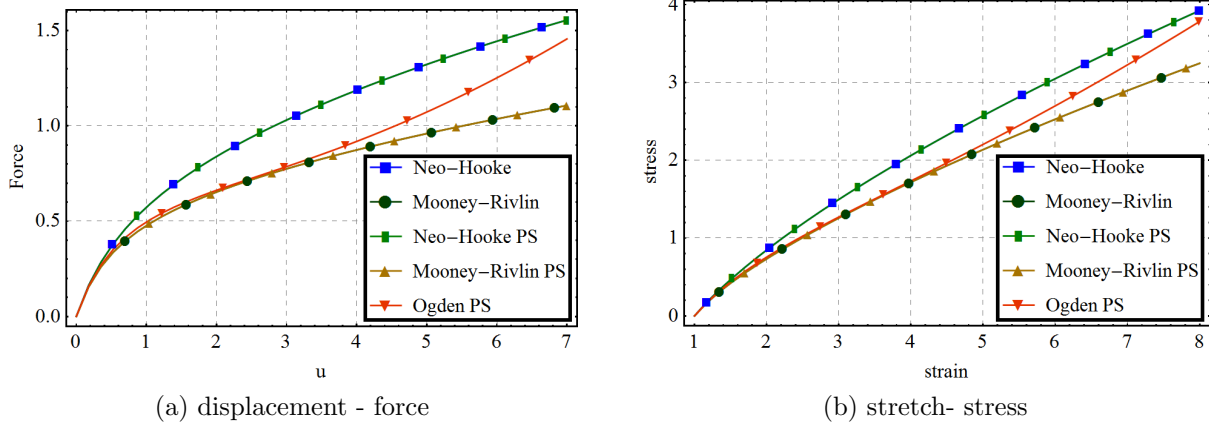 Force
1.5
1.0
0.5
0.0
0 1 2 3 4 5 6 7
u
Neo-Hooke
Mooney-Rivlin
Neo-Hooke PS
Mooney-Rivlin PS
Ogden PS
(a) displacement - force
stress
4
3
2
1
0
1 2 3 4 5 6 7 8
strain
Neo-Hooke
Mooney-Rivlin
Neo-Hooke PS
Mooney-Rivlin PS
Ogden PS
(b) stretch- stress